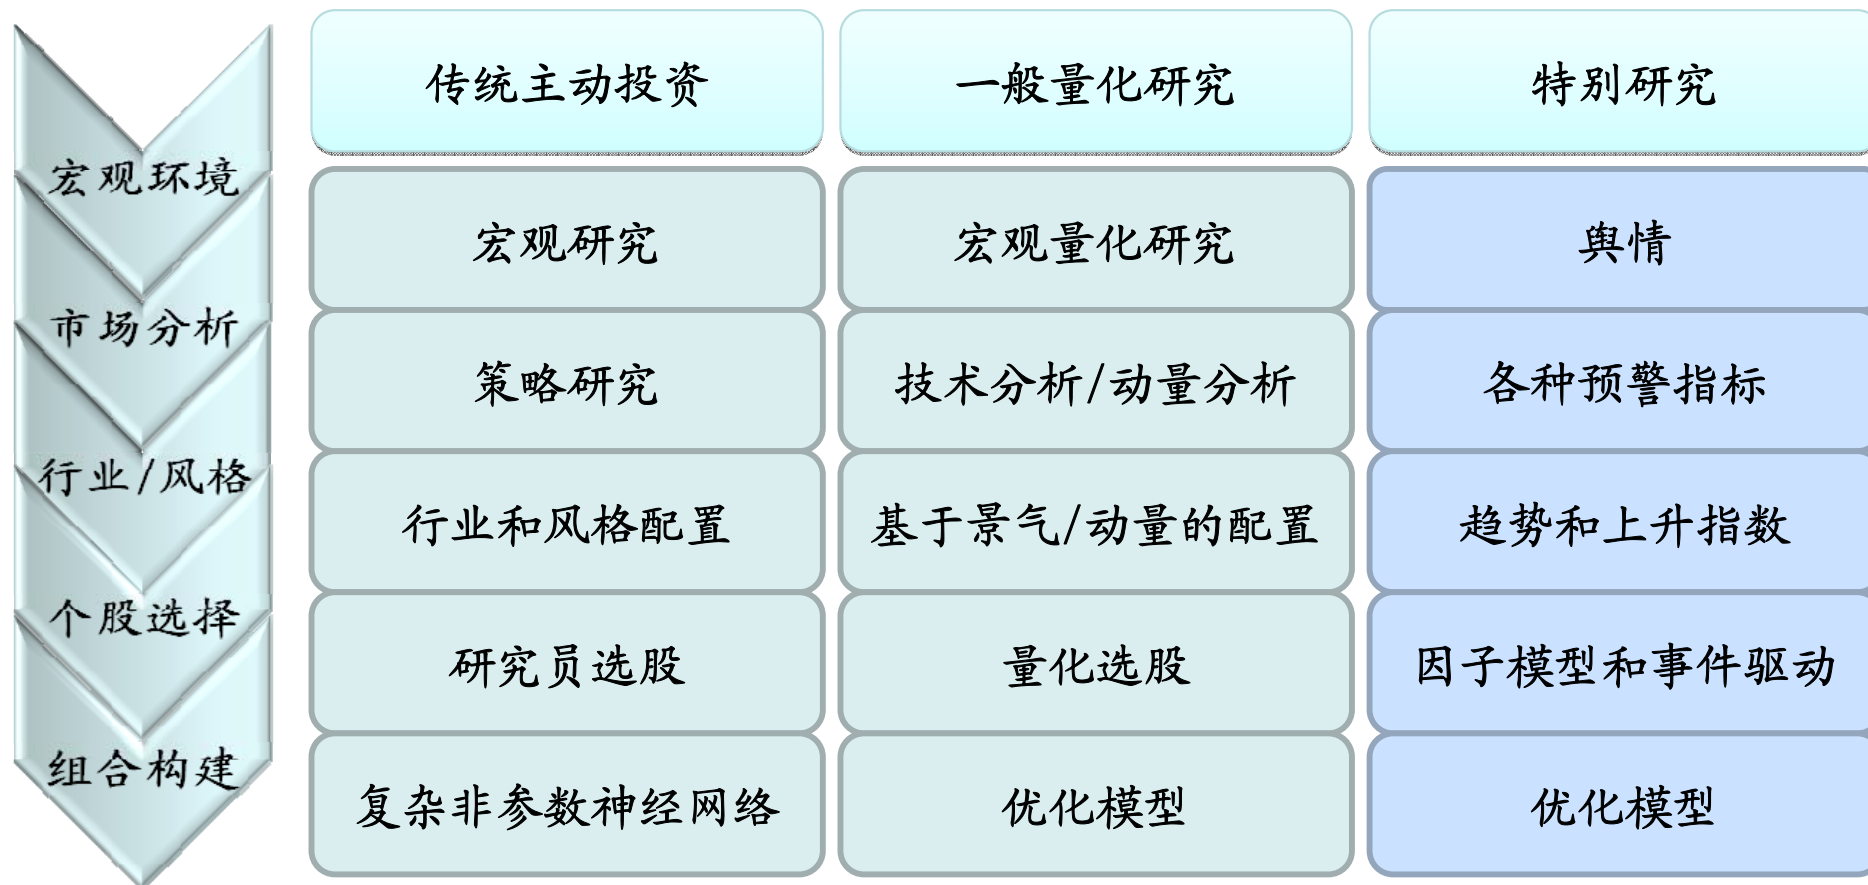 传统主动投资
一般量化研究
特别研究
宏观环境
宏观研究
宏观量化研究
舆情
市场分析
策略研究
技术分析/动量分析
各种预警指标
行业/风格
行业和风格配置
基于景气/动量的配置
趋势和上升指数
个股选择
研究员选股
量化选股
因子模型和事件驱动
组合构建
复杂非参数神经网络
优化模型
优化模型